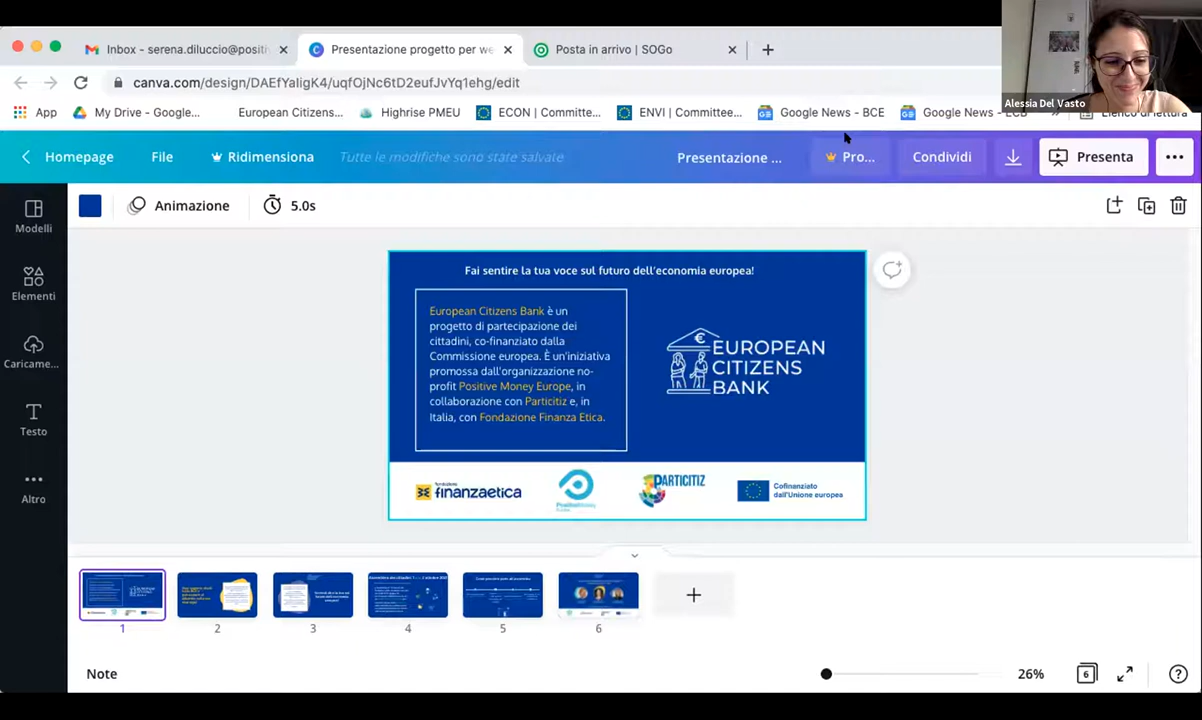 Inbox - serena.diluccio@positi
Presentazione progetto per we
Posta in arrivo | SOGo
Alessia Del Vasto
canva.com/design/DAEfYaIigK4/uqfOjNc6tD2eufJvYq1ehg/edit
App
My Drive - Google...
European Citizens...
Highrise PMEU
ECON | Committe...
ENVI | Committee...
Google News - BCE
Google News - ECB
Elenco di lettura
Homepage
File
Ridimensiona
Tutte le modifiche sono state salvate
Presentazione ...
Pro...
Condividi
Presenta
5.0s
Animazione
Modelli
Elementi
Caricame...
Testo
Altro
Fai sentire la tua voce sul futuro dell'economia europea!
European Citizens Bank è un
progetto di partecipazione dei
cittadini, co-finanziato dalla
Commissione europea. È un'iniziativa
promossa dall'organizzazione no-
profit Positive Money Europe, in
collaborazione con Particitiz e, in
Italia, con Fondazione Finanza Etica.
EUROPEAN
CITIZENS
BANK
fondazione
finanzaetica
PositiveMoney
PARTICITIZ
Cofinanziato
dall'Unione europea
1
2
3
4
5
6
Note
26%
6